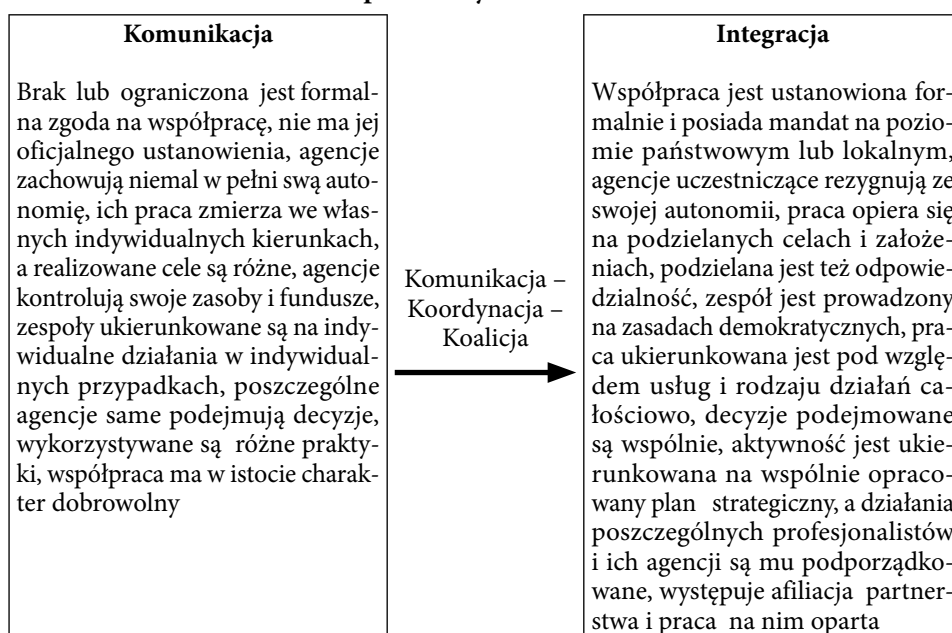 Komunikacja
Brak lub ograniczona jest formal-
na zgoda na współpracę, nie ma jej
oficjalnego ustanowienia, agencje
zachowują niemal w pełni swą auto-
nomię, ich praca zmierza we włas-
nych indywidualnych kierunkach,
a realizowane cele są różne, agencje
kontrolują swoje zasoby i fundusze,
zespoły ukierunkowane są na indy-
widualne działania w indywidual-
nych przypadkach, poszczególne
agencje same podejmują decyzje,
wykorzystywane są różne prakty-
ki, współpraca ma w istocie charak-
ter dobrowolny
Komunikacja –
Koordynacja –
Koalicja
Integracja
Współpraca jest ustanowiona for-
malnie i posiada mandat na pozio-
mie państwowym lub lokalnym,
agencje uczestniczące rezygnują ze
swojej autonomii, praca opiera się
na podzielanych celach i założe-
niach, podzielana jest też odpowie-
dzialność, zespół jest prowadzony
na zasadach demokratycznych, pra-
ca ukierunkowana jest pod wzglę-
dem usług i rodzaju działań ca-
łościowo, decyzje podejmowane
są wspólnie, aktywność jest ukie-
runkowana na wspólnie opraco-
wany plan strategiczny, a działania
poszczególnych profesjonalistów
i ich agencji są mu podporządko-
wane, występuje afiliacja partner-
stwa i praca na nim oparta